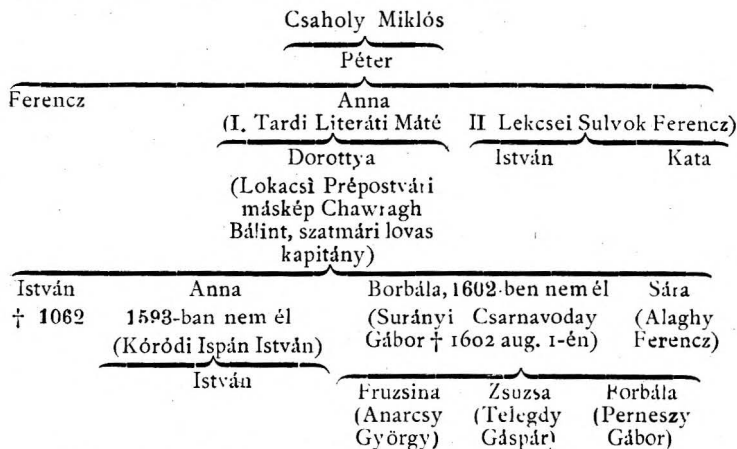 Csaholy Miklós
Péter
Ferencz Anna
(I. Tardi Literáti Máté II Lekcsei Sulvok Ferencz)
Dorottya István Kata
(Lokacsi Prépostvári
máskép Chawragh
Bálint, szatmári lovas
kapitány)
István Anna Borbála, 1602-ben nem él Sára
† 1062 1593-ban nem él (Surányi Csarnavoday (Alaghy
(Kóródi Ispán István) Gábor † 1602 aug. 1-én) Ferencz)
István
Fruzsina Zsuzsa Borbála
(Anarcsy (Telegdy (Perneszy
György) Gáspár) Gábor)